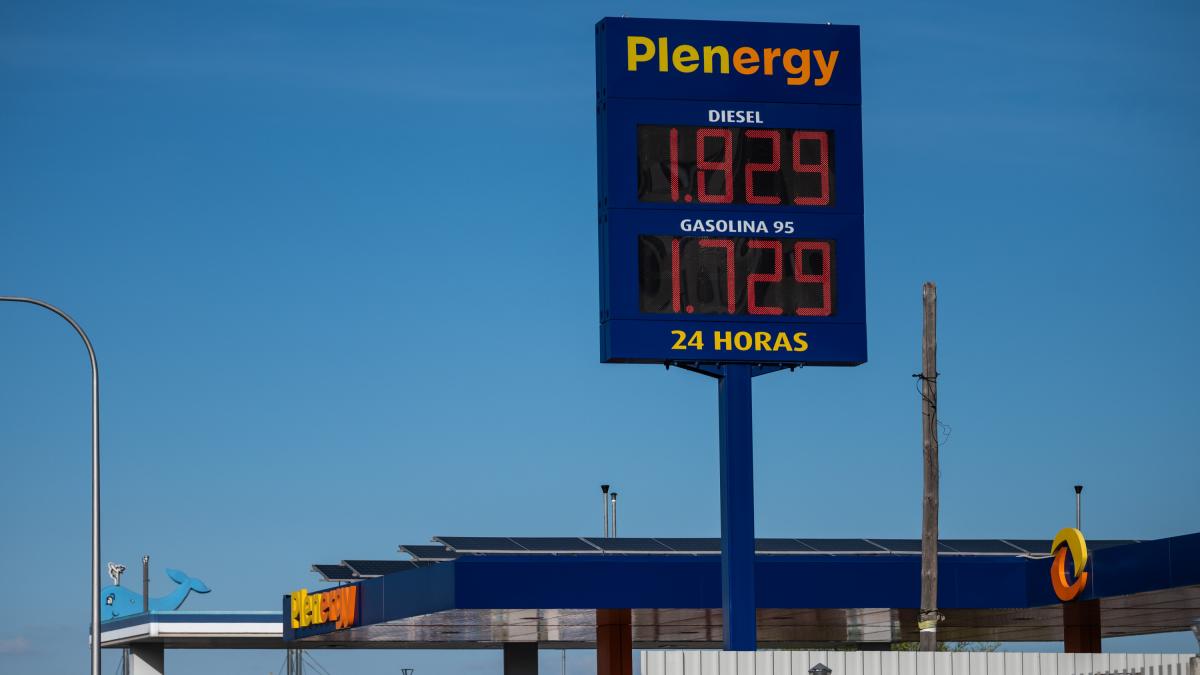 Plenergy
DIESEL
1.829
GASOLINA 95
1.729
24 HORAS
Plenergy